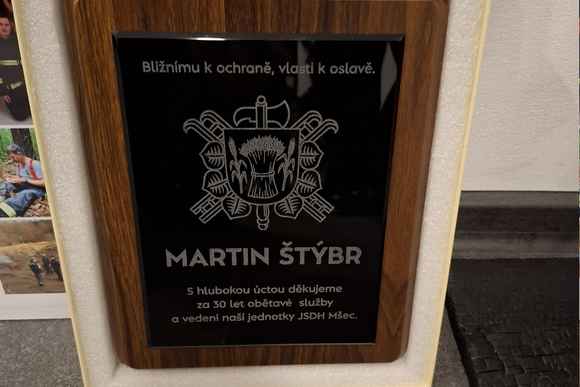 Bližnímu k ochraně, vlasti k oslavě.
MARTIN ŠTÝBR
S hlubokou úctou děkujeme
za 30 let obětavé služby
a vedení naší jednotky JSDH Mšec.